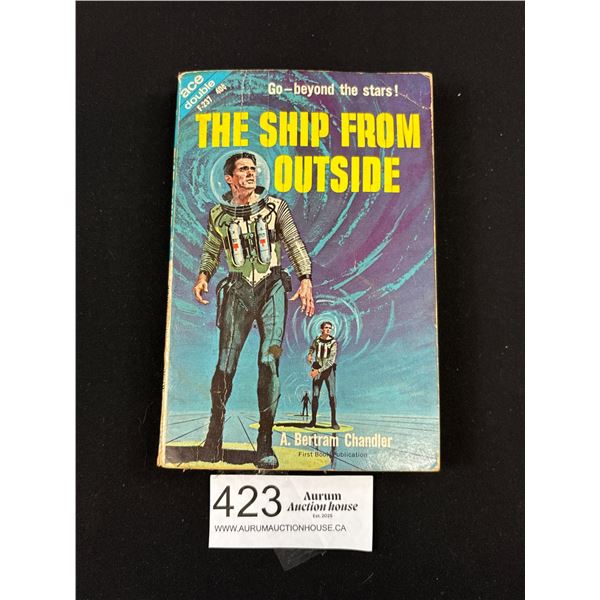 ace
double
F-237 40¢
Go—beyond the stars!
THE SHIP FROM
OUTSIDE
A. Bertram Chandler
First Book Publication
423
Aurum
Auction house
Est. 2025
WWW.AURUMAUCTIONHOUSE.CA